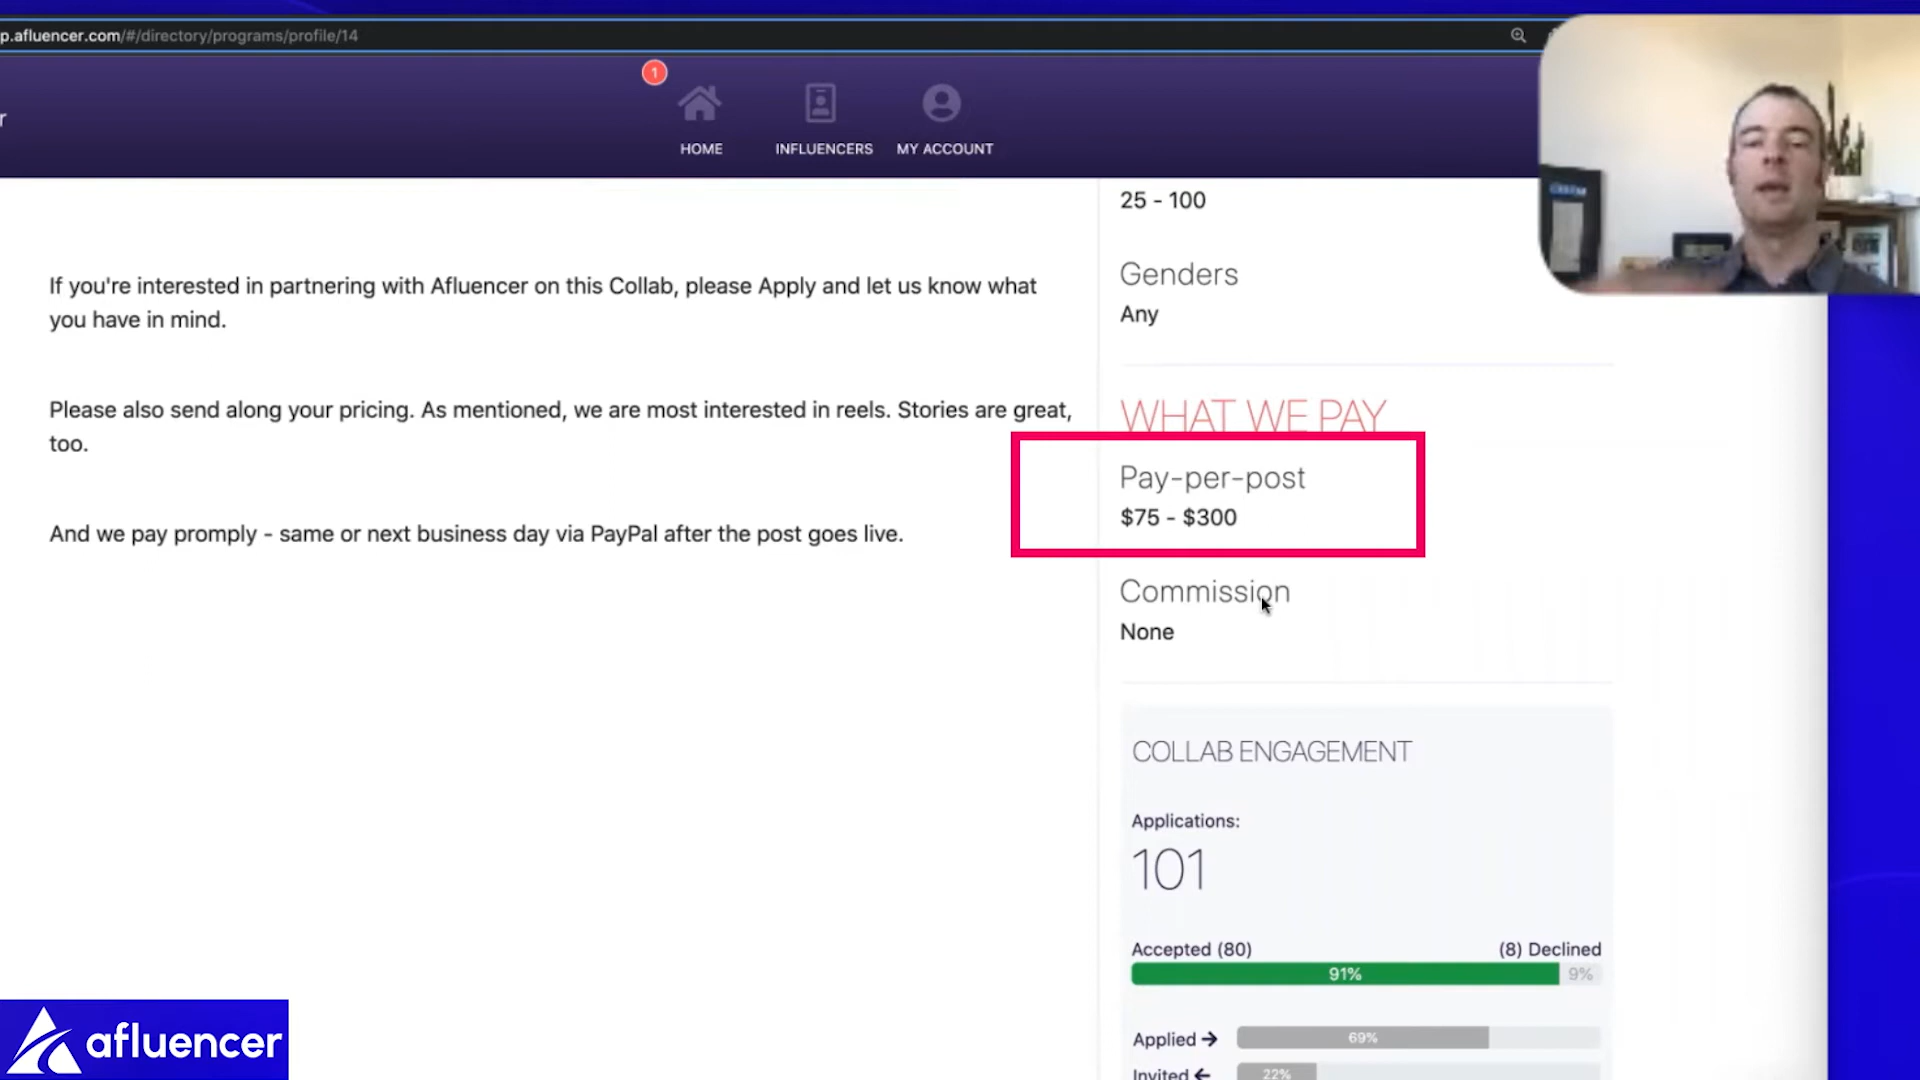 p.afluencer.com/#/directory/programs/profile/14
1
r
HOME
INFLUENCERS
MY ACCOUNT
25 - 100
Genders
Any
If you're interested in partnering with Afluencer on this Collab, please Apply and let us know what
you have in mind.
Please also send along your pricing. As mentioned, we are most interested in reels. Stories are great,
too.
And we pay promply - same or next business day via PayPal after the post goes live.
WHAT WE PAY
Pay-per-post
$75 - $300
Commission
None
COLLAB ENGAGEMENT
Applications:
101
Accepted (80)
(8) Declined
91%
9%
Applied →
69%
Invited ←
22%
afluencer